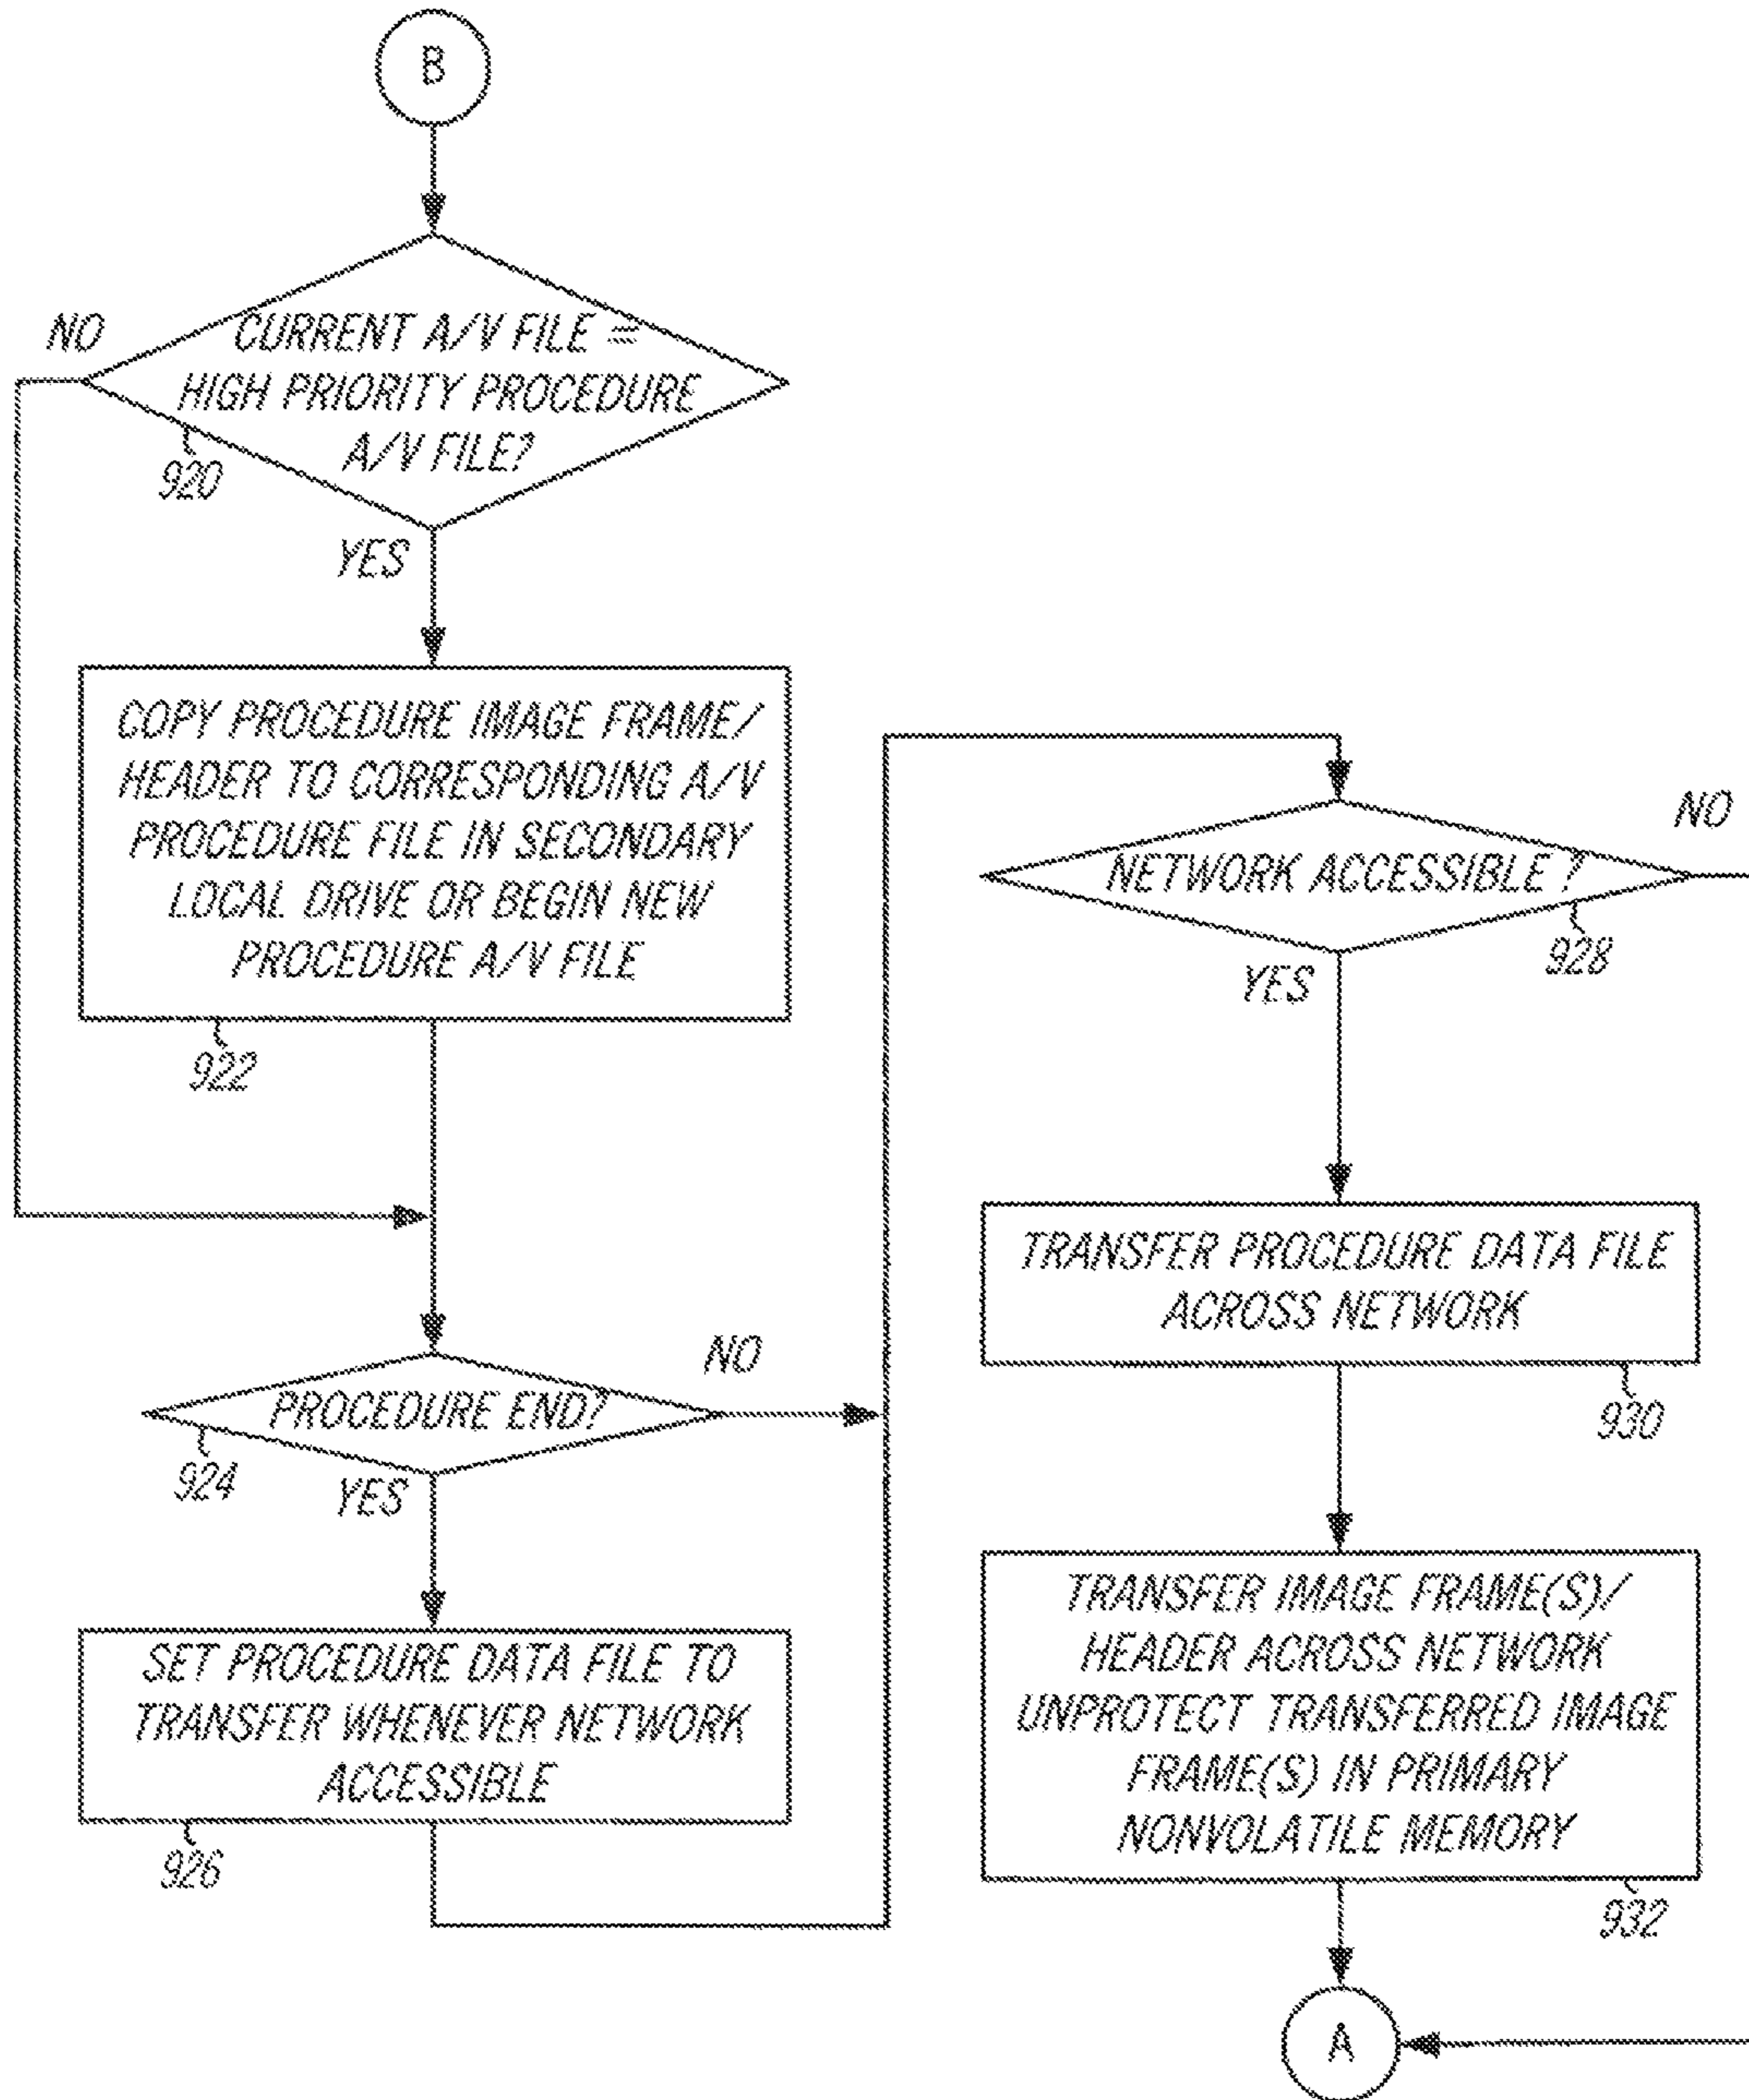 B
NO
CURRENT A/V FILE =
HIGH PRIORITY PROCEDURE
A/V FILE?
920
YES
COPY PROCEDURE IMAGE FRAME/
HEADER TO CORRESPONDING A/V
PROCEDURE FILE IN SECONDARY
LOCAL DRIVE OR BEGIN NEW
PROCEDURE A/V FILE
922
PROCEDURE END?
NO
924
YES
SET PROCEDURE DATA FILE TO
TRANSFER WHENEVER NETWORK
ACCESSIBLE
926
NETWORK ACCESSIBLE ?
NO
928
YES
TRANSFER PROCEDURE DATA FILE
ACROSS NETWORK
930
TRANSFER IMAGE FRAME(S)/
HEADER ACROSS NETWORK
UNPROTECT TRANSFERRED IMAGE
FRAME(S) IN PRIMARY
NONVOLATILE MEMORY
932
A